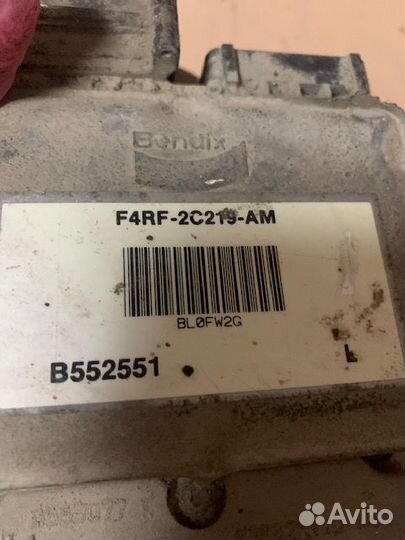 Bendix
F4RF-2C219-AM
BL0FW2G
B552551
L
Avito